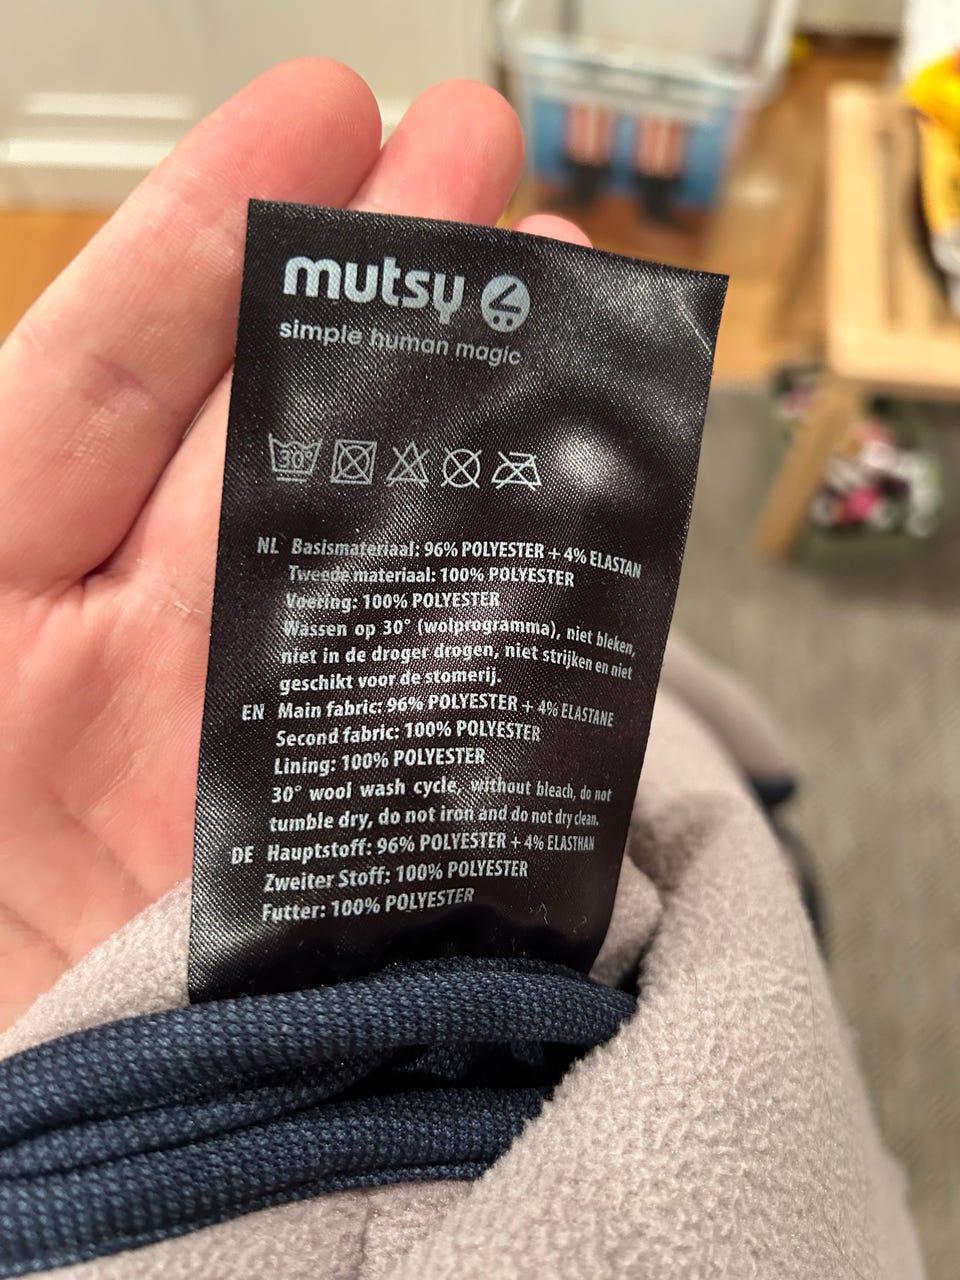 mutsy
simple human magic
30°
NL Basismateriaal: 96% POLYESTER + 4% ELASTAN
Tweede materiaal: 100% POLYESTER
Voering: 100% POLYESTER
Wassen op 30° (wolprogramma), niet bleken,
niet in de droger drogen, niet strijken en niet
geschikt voor de stomerij.
EN Main fabric: 96% POLYESTER + 4% ELASTANE
Second fabric: 100% POLYESTER
Lining: 100% POLYESTER
30° wool wash cycle, without bleach, do not
tumble dry, do not iron and do not dry clean.
DE Hauptstoff: 96% POLYESTER + 4% ELASTHAN
Zweiter Stoff: 100% POLYESTER
Futter: 100% POLYESTER